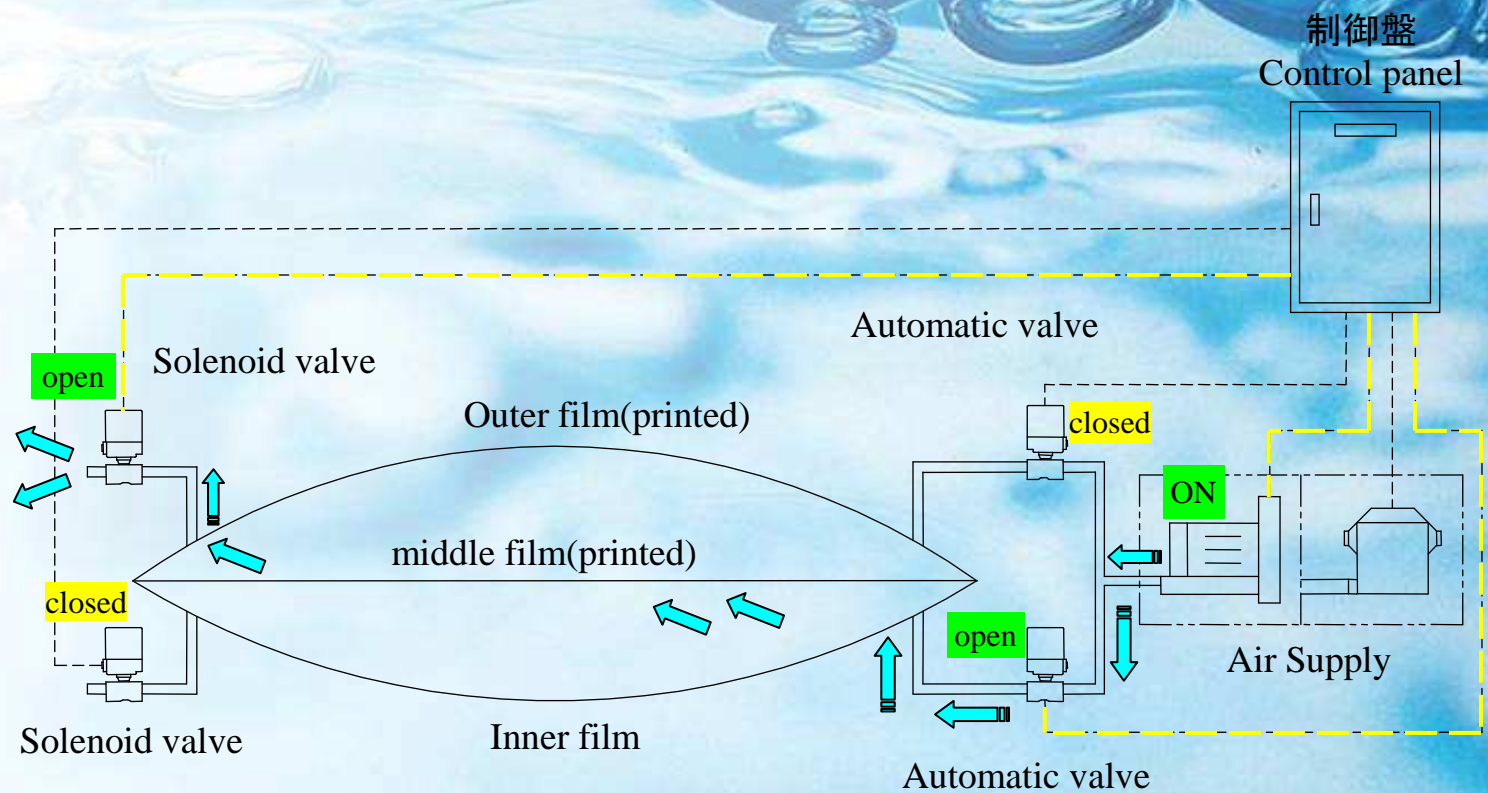 制御盤
Control panel
Automatic valve
Solenoid valve
open
Outer film(printed)
closed
ON
middle film(printed)
closed
open
Air Supply
Solenoid valve
Inner film
Automatic valve